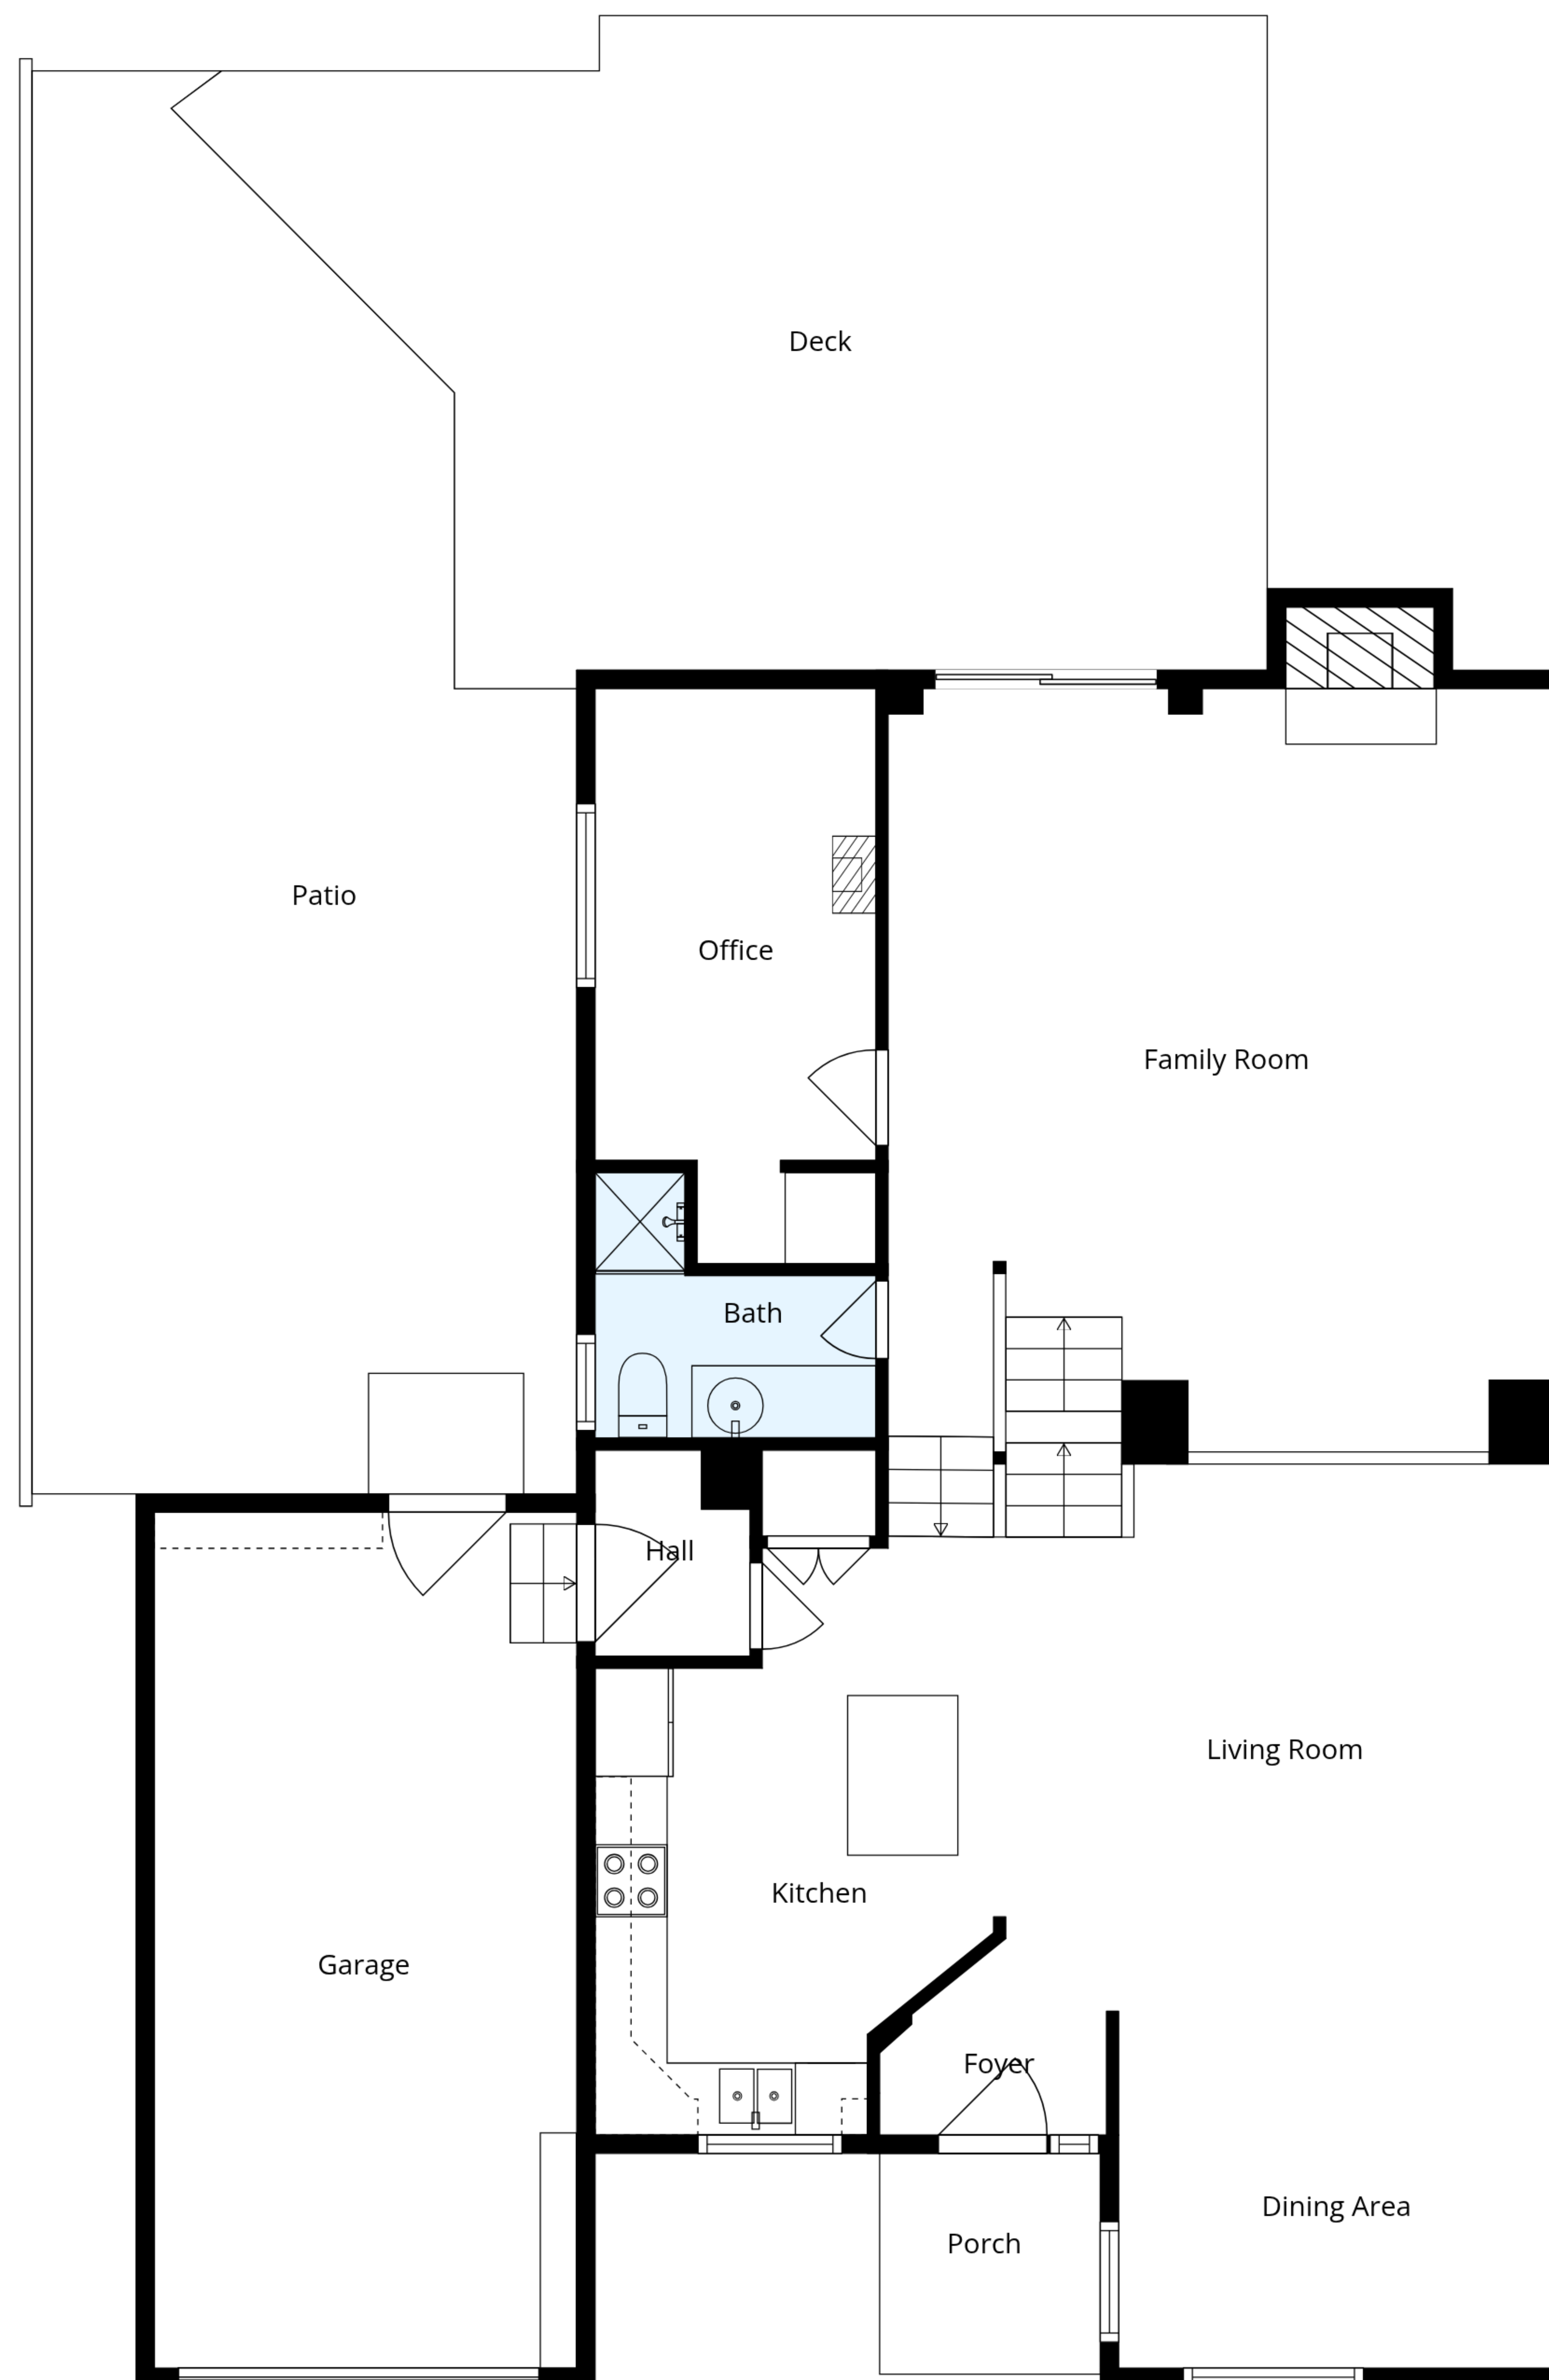 Deck
Patio
Office
Family Room
Bath
Hall
Living Room
Kitchen
Garage
Foyer
Dining Area
Porch